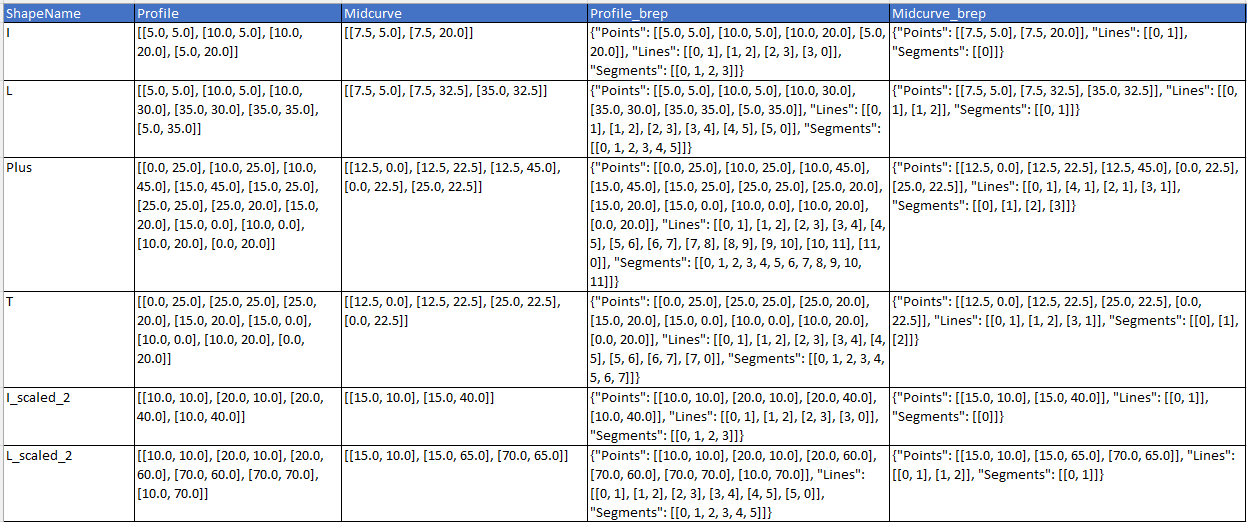 ShapeName Profile Midcurve Profile_brep Midcurve_brep
I
[[5.0, 5.0], [10.0, 5.0], [10.0,
20.0], [5.0, 20.0]]
[[7.5, 5.0], [7.5, 20.0]]
{"Points": [[5.0, 5.0], [10.0, 5.0], [10.0, 20.0], [5.0,
20.0]], "Lines": [[0, 1], [1, 2], [2, 3], [3, 0]],
"Segments": [[0, 1, 2, 3]]}
{"Points": [[7.5, 5.0], [7.5, 20.0]], "Lines": [[0, 1]],
"Segments": [[0]]}
L
[[5.0, 5.0], [10.0, 5.0], [10.0,
30.0], [35.0, 30.0], [35.0, 35.0],
[5.0, 35.0]]
[[7.5, 5.0], [7.5, 32.5], [35.0, 32.5]]
{"Points": [[5.0, 5.0], [10.0, 5.0], [10.0, 30.0],
[35.0, 30.0], [35.0, 35.0], [5.0, 35.0]], "Lines": [[0,
1], [1, 2], [2, 3], [3, 4], [4, 5], [5, 0]], "Segments":
[[0, 1, 2, 3, 4, 5]]}
{"Points": [[7.5, 5.0], [7.5, 32.5], [35.0, 32.5]], "Lines": [[0,
1], [1, 2]], "Segments": [[0, 1]]}
Plus
[[0.0, 25.0], [10.0, 25.0], [10.0,
45.0], [15.0, 45.0], [15.0, 25.0],
[25.0, 25.0], [25.0, 20.0], [15.0,
20.0], [15.0, 0.0], [10.0, 0.0],
[10.0, 20.0], [0.0, 20.0]]
[[12.5, 0.0], [12.5, 22.5], [12.5, 45.0],
[0.0, 22.5], [25.0, 22.5]]
{"Points": [[0.0, 25.0], [10.0, 25.0], [10.0, 45.0],
[15.0, 45.0], [15.0, 25.0], [25.0, 25.0], [25.0, 20.0],
[15.0, 20.0], [15.0, 0.0], [10.0, 0.0], [10.0, 20.0],
[0.0, 20.0]], "Lines": [[0, 1], [1, 2], [2, 3], [3, 4], [4,
5], [5, 6], [6, 7], [7, 8], [8, 9], [9, 10], [10, 11], [11,
0]], "Segments": [[0, 1, 2, 3, 4, 5, 6, 7, 8, 9, 10,
11]]}
{"Points": [[12.5, 0.0], [12.5, 22.5], [12.5, 45.0], [0.0, 22.5],
[25.0, 22.5]], "Lines": [[0, 1], [4, 1], [2, 1], [3, 1]],
"Segments": [[0], [1], [2], [3]]}
T
[[0.0, 25.0], [25.0, 25.0], [25.0,
20.0], [15.0, 20.0], [15.0, 0.0],
[10.0, 0.0], [10.0, 20.0], [0.0,
20.0]]
[[12.5, 0.0], [12.5, 22.5], [25.0, 22.5],
[0.0, 22.5]]
{"Points": [[0.0, 25.0], [25.0, 25.0], [25.0, 20.0],
[15.0, 20.0], [15.0, 0.0], [10.0, 0.0], [10.0, 20.0],
[0.0, 20.0]], "Lines": [[0, 1], [1, 2], [2, 3], [3, 4], [4,
5], [5, 6], [6, 7], [7, 0]], "Segments": [[0, 1, 2, 3, 4,
5, 6, 7]]}
{"Points": [[12.5, 0.0], [12.5, 22.5], [25.0, 22.5], [0.0,
22.5]], "Lines": [[0, 1], [1, 2], [3, 1]], "Segments": [[0], [1],
[2]]}
I_scaled_2
[[10.0, 10.0], [20.0, 10.0], [20.0,
40.0], [10.0, 40.0]]
[[15.0, 10.0], [15.0, 40.0]]
{"Points": [[10.0, 10.0], [20.0, 10.0], [20.0, 40.0],
[10.0, 40.0]], "Lines": [[0, 1], [1, 2], [2, 3], [3, 0]],
"Segments": [[0, 1, 2, 3]]}
{"Points": [[15.0, 10.0], [15.0, 40.0]], "Lines": [[0, 1]],
"Segments": [[0]]}
L_scaled_2
[[10.0, 10.0], [20.0, 10.0], [20.0,
60.0], [70.0, 60.0], [70.0, 70.0],
[10.0, 70.0]]
[[15.0, 10.0], [15.0, 65.0], [70.0, 65.0]]
{"Points": [[10.0, 10.0], [20.0, 10.0], [20.0, 60.0],
[70.0, 60.0], [70.0, 70.0], [10.0, 70.0]], "Lines":
[[0, 1], [1, 2], [2, 3], [3, 4], [4, 5], [5, 0]],
"Segments": [[0, 1, 2, 3, 4, 5]]}
{"Points": [[15.0, 10.0], [15.0, 65.0], [70.0, 65.0]], "Lines":
[[0, 1], [1, 2]], "Segments": [[0, 1]]}